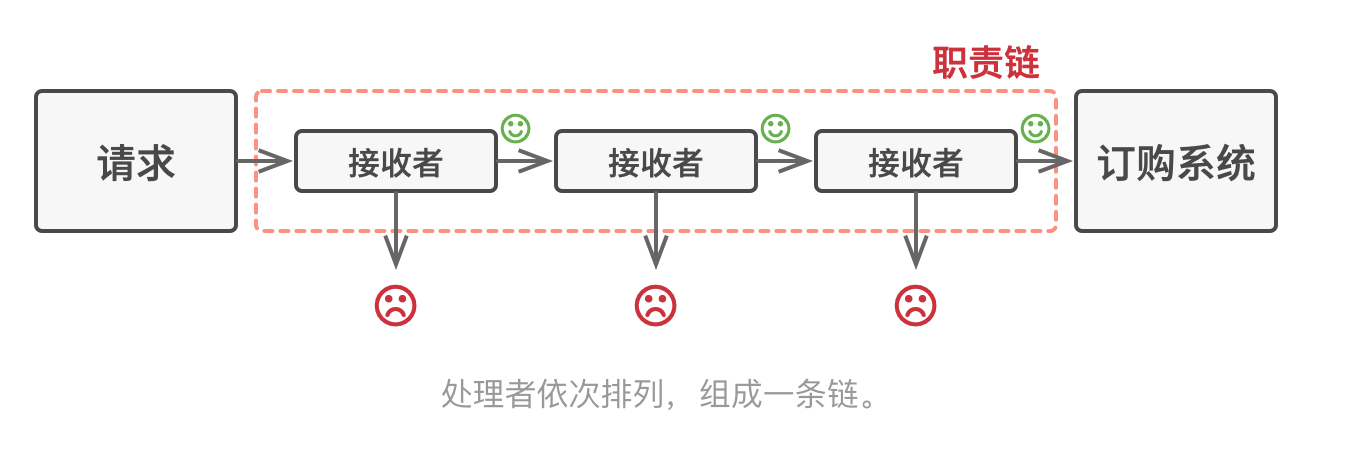 职责链
请求
接收者
接收者
接收者
订购系统
处理者依次排列， 组成一条链。